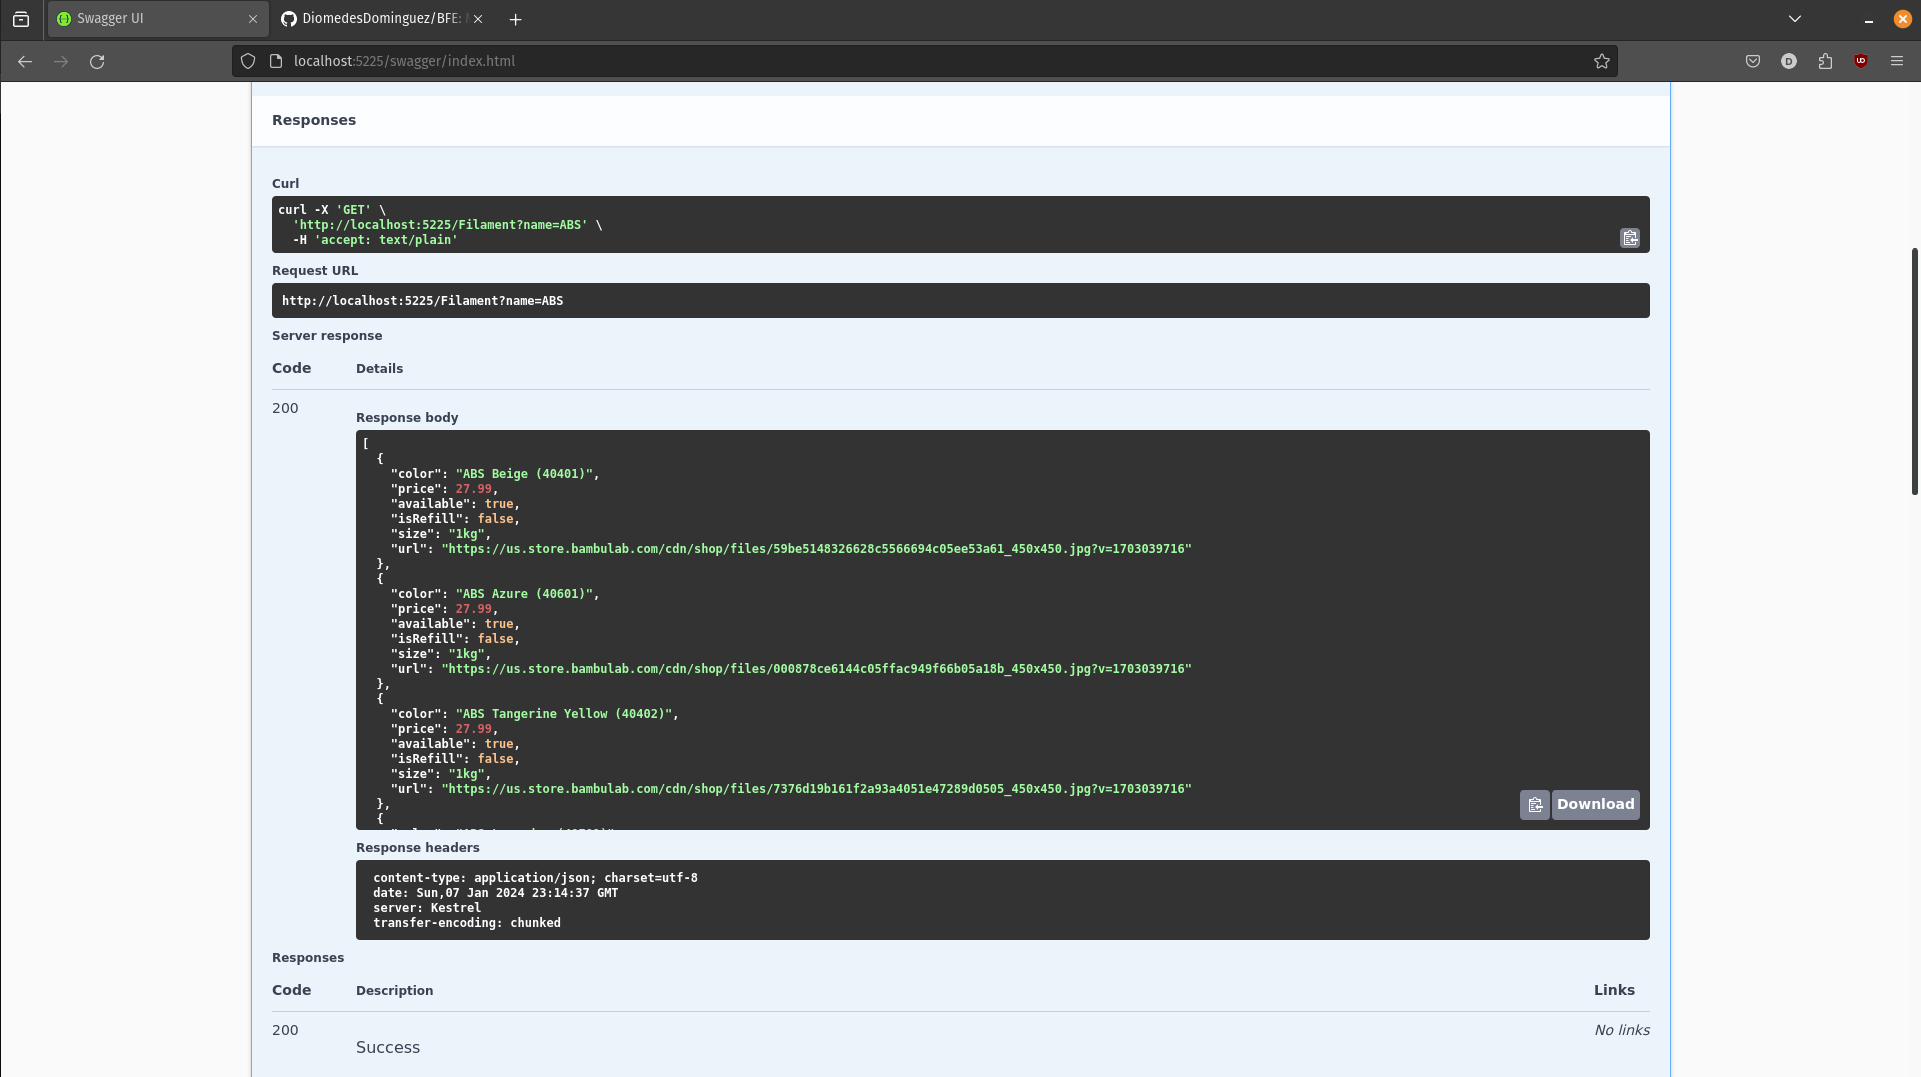 Swagger UI
DiomedesDominguez/BFE:
localhost:5225/swagger/index.html
D
Responses
Curl
curl -X 'GET' \
'http://localhost:5225/Filament?name=ABS' \
-H 'accept: text/plain'
Request URL
http://localhost:5225/Filament?name=ABS
Server response
Code Details
200
Response body
[
{
"color": "ABS Beige (40401)",
"price": 27.99,
"available": true,
"isRefill": false,
"size": "1kg",
"url": "https://us.store.bambulab.com/cdn/shop/files/59be5148326628c5566694c05ee53a61_450x450.jpg?v=1703039716"
},
{
"color": "ABS Azure (40601)",
"price": 27.99,
"available": true,
"isRefill": false,
"size": "1kg",
"url": "https://us.store.bambulab.com/cdn/shop/files/000878ce6144c05ffac949f66b05a18b_450x450.jpg?v=1703039716"
},
{
"color": "ABS Tangerine Yellow (40402)",
"price": 27.99,
"available": true,
"isRefill": false,
"size": "1kg",
"url": "https://us.store.bambulab.com/cdn/shop/files/7376d19b161f2a93a4051e47289d0505_450x450.jpg?v=1703039716"
},
{
Download
Response headers
content-type: application/json; charset=utf-8
date: Sun,07 Jan 2024 23:14:37 GMT
server: Kestrel
transfer-encoding: chunked
Responses
Code Description Links
200 No links
Success